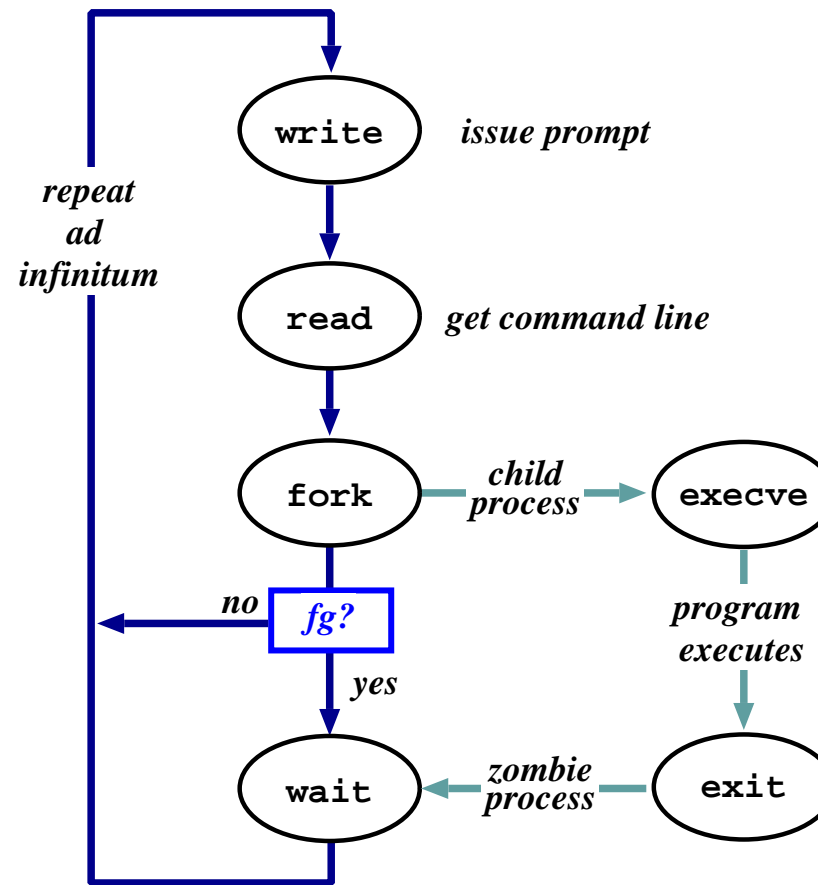 write
issue prompt
repeat
ad
infinitum
read
get command line
fork
child
process
execve
no
fg?
yes
program
executes
wait
zombie
process
exit